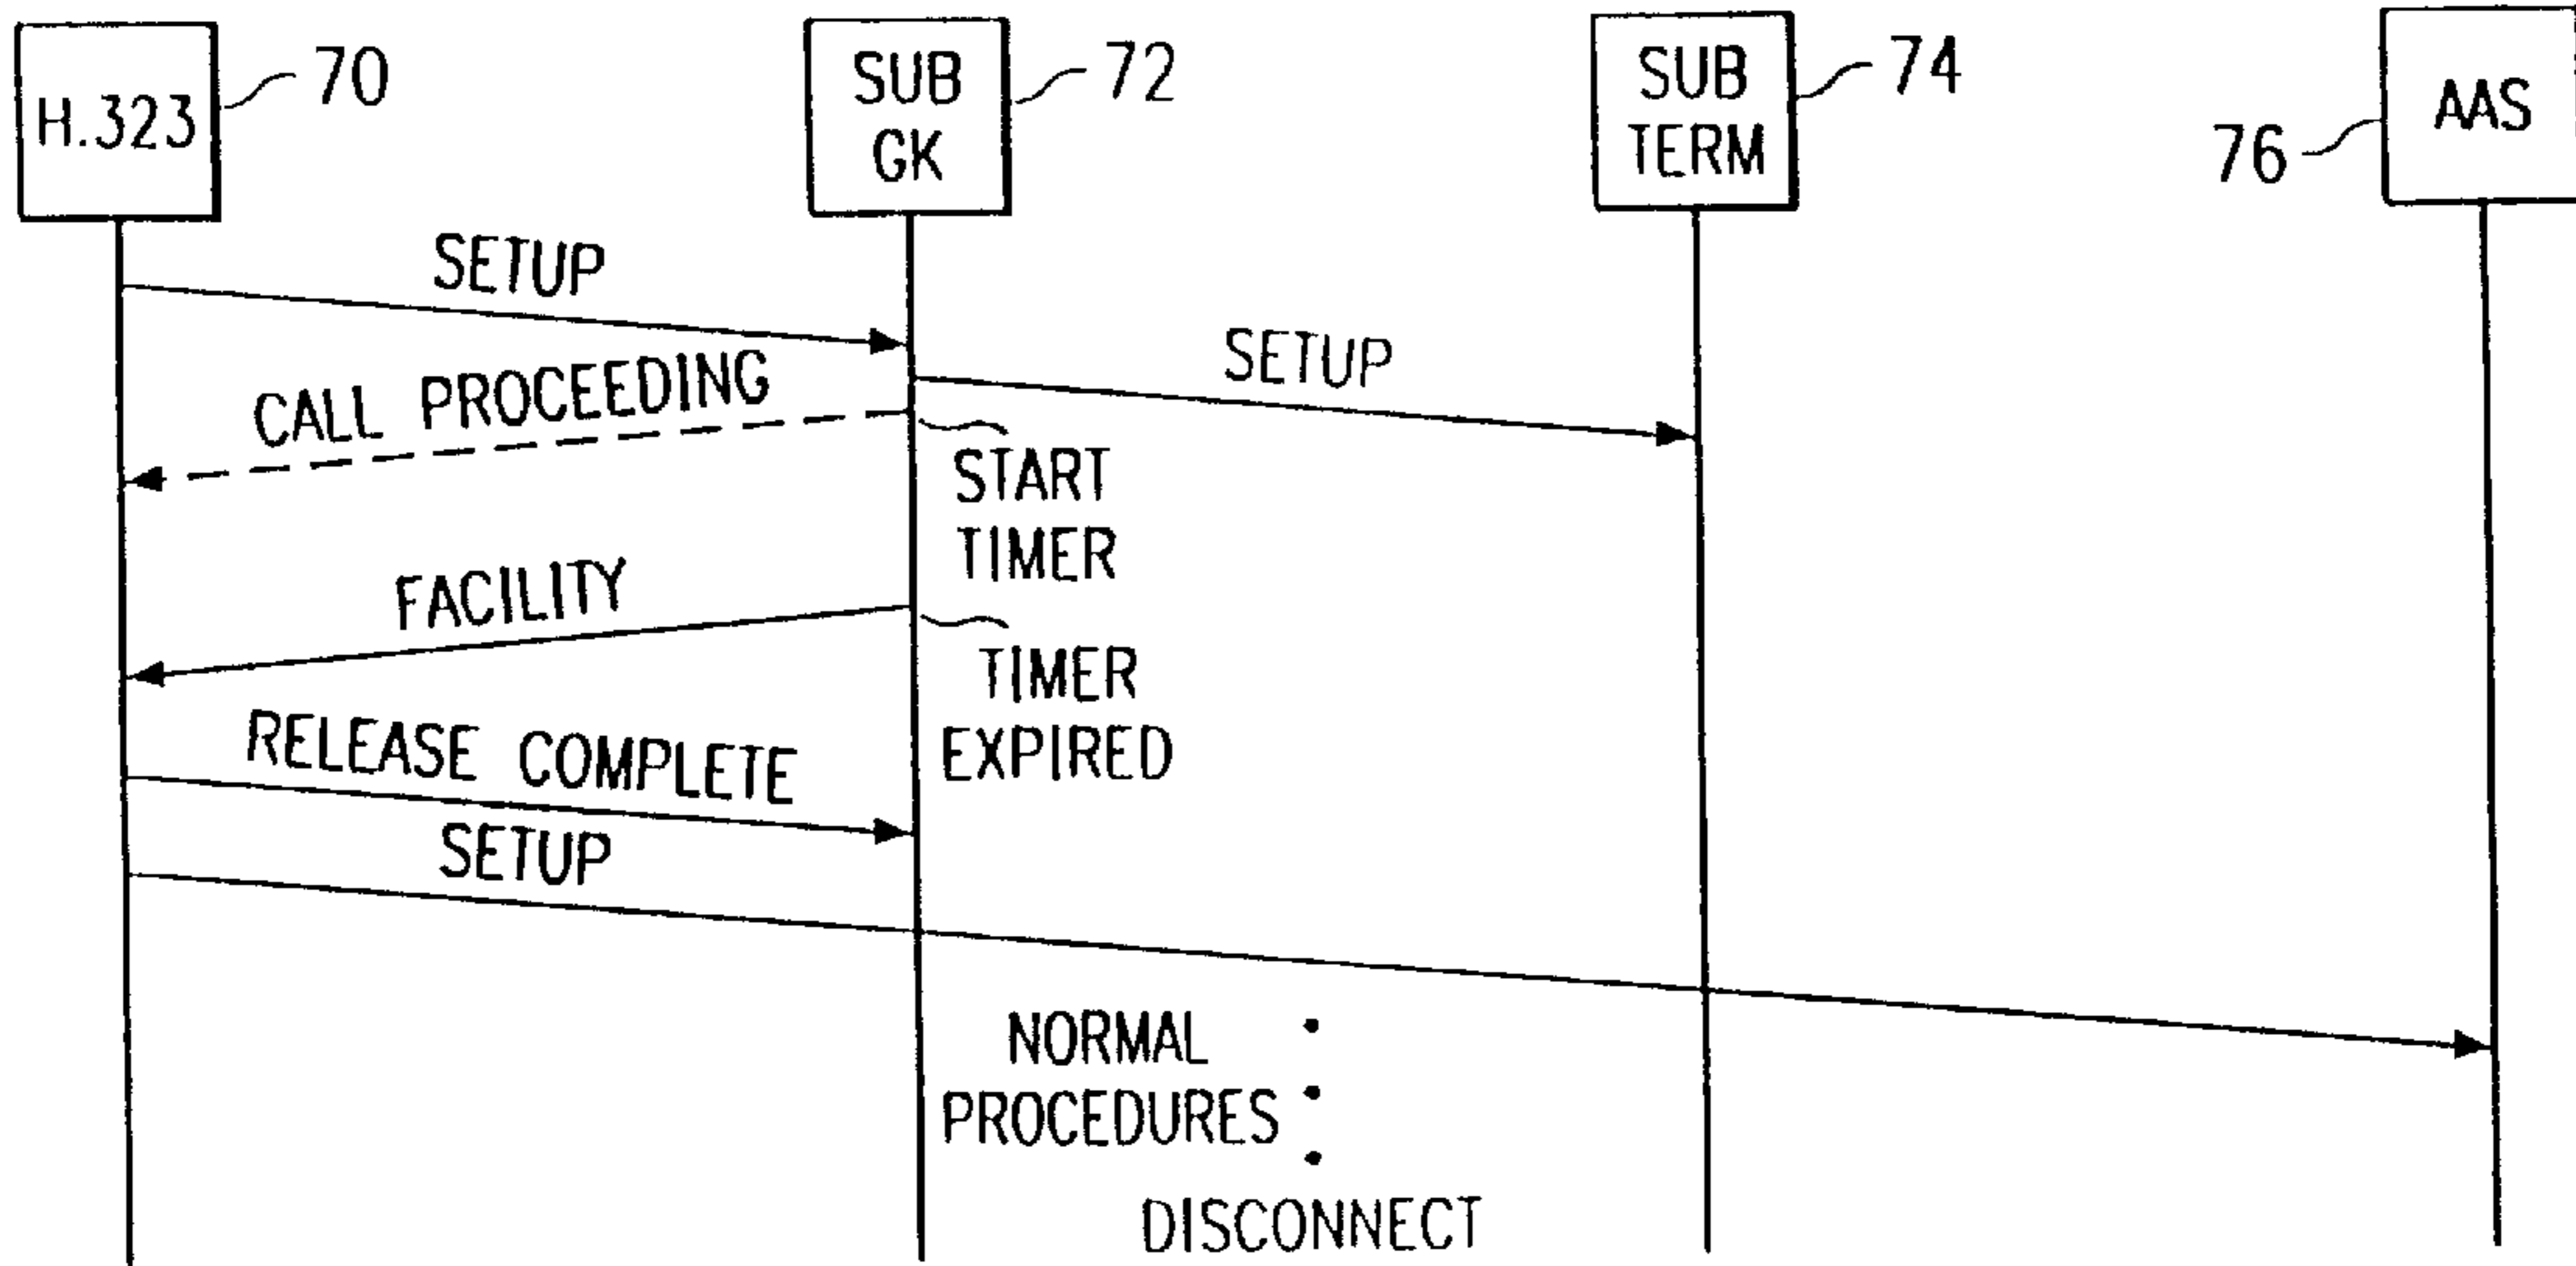 H.323
70
SUB
GK
72
SUB
TERM
74
AAS
76
SETUP
SETUP
CALL PROCEEDING
START
TIMER
FACILITY
TIMER
EXPIRED
RELEASE COMPLETE
SETUP
NORMAL
PROCEDURES
DISCONNECT